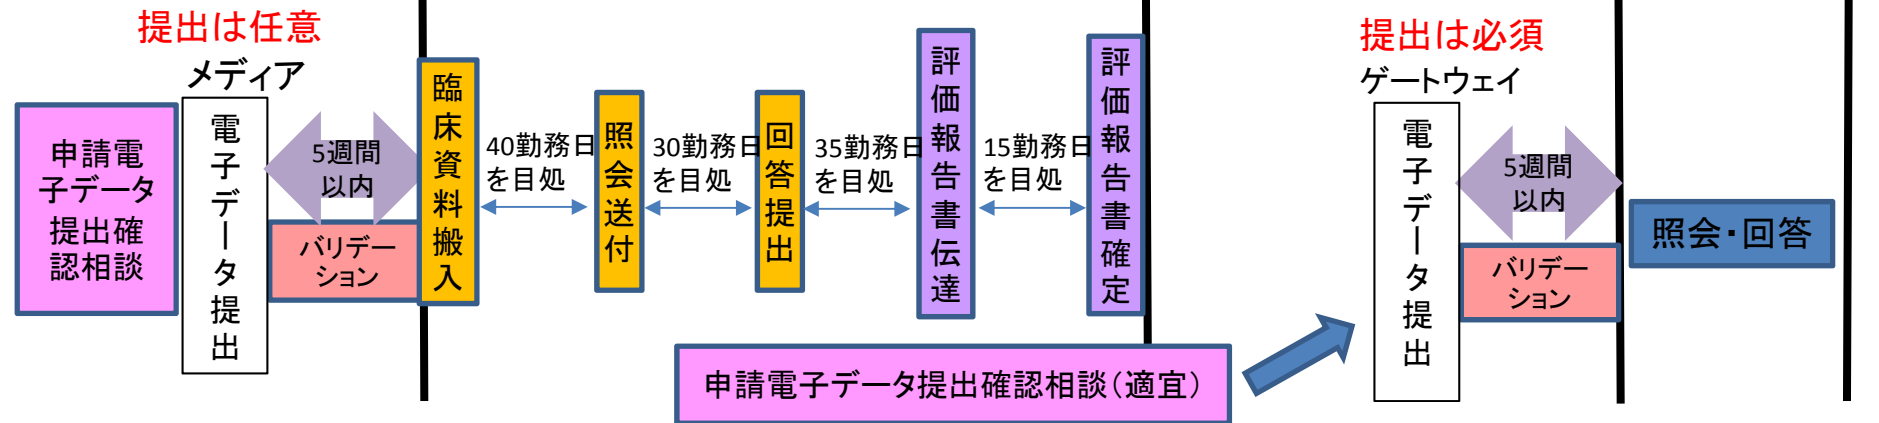 提出は任意
メディア
申請電
子データ
提出確
認相談
電子データ提出
5週間
以内
バリデー
ション
臨床資料搬入
40勤務日
を目処
照会送付
30勤務日
を目処
回答提出
35勤務日
を目処
評価報告書伝達
15勤務日
を目処
評価報告書確定
申請電子データ提出確認相談(適宜)
提出は必須
ゲートウェイ
電子データ提出
5週間
以内
バリデー
ション
照会・回答